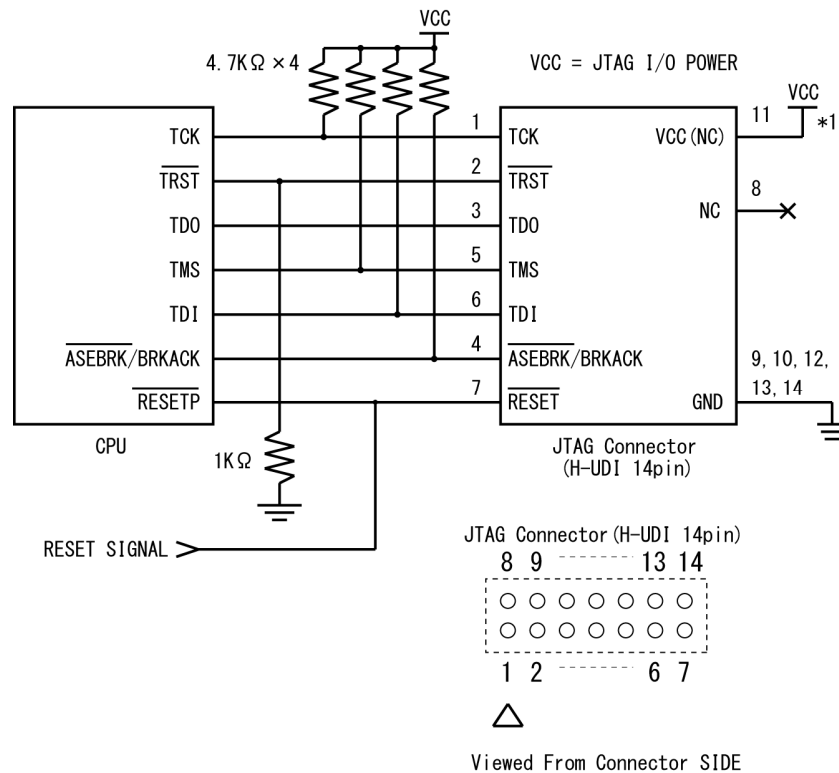 VCC
4.7KΩ×4
VCC = JTAG I/O POWER
VCC
*1
TCK
1
TCK
VCC(NC)
11
TRST
2
TRST
TDO
3
TDO
NC
8
TMS
5
TMS
TDI
6
TDI
ASEBRK/BRKACK
4
ASEBRK/BRKACK
9, 10, 12,
13, 14
RESETP
7
RESET
GND
CPU
JTAG Connector
(H-UDI 14pin)
1KΩ
RESET SIGNAL
JTAG Connector(H-UDI 14pin)
8 9 13 14
1 2 6 7
Viewed From Connector SIDE